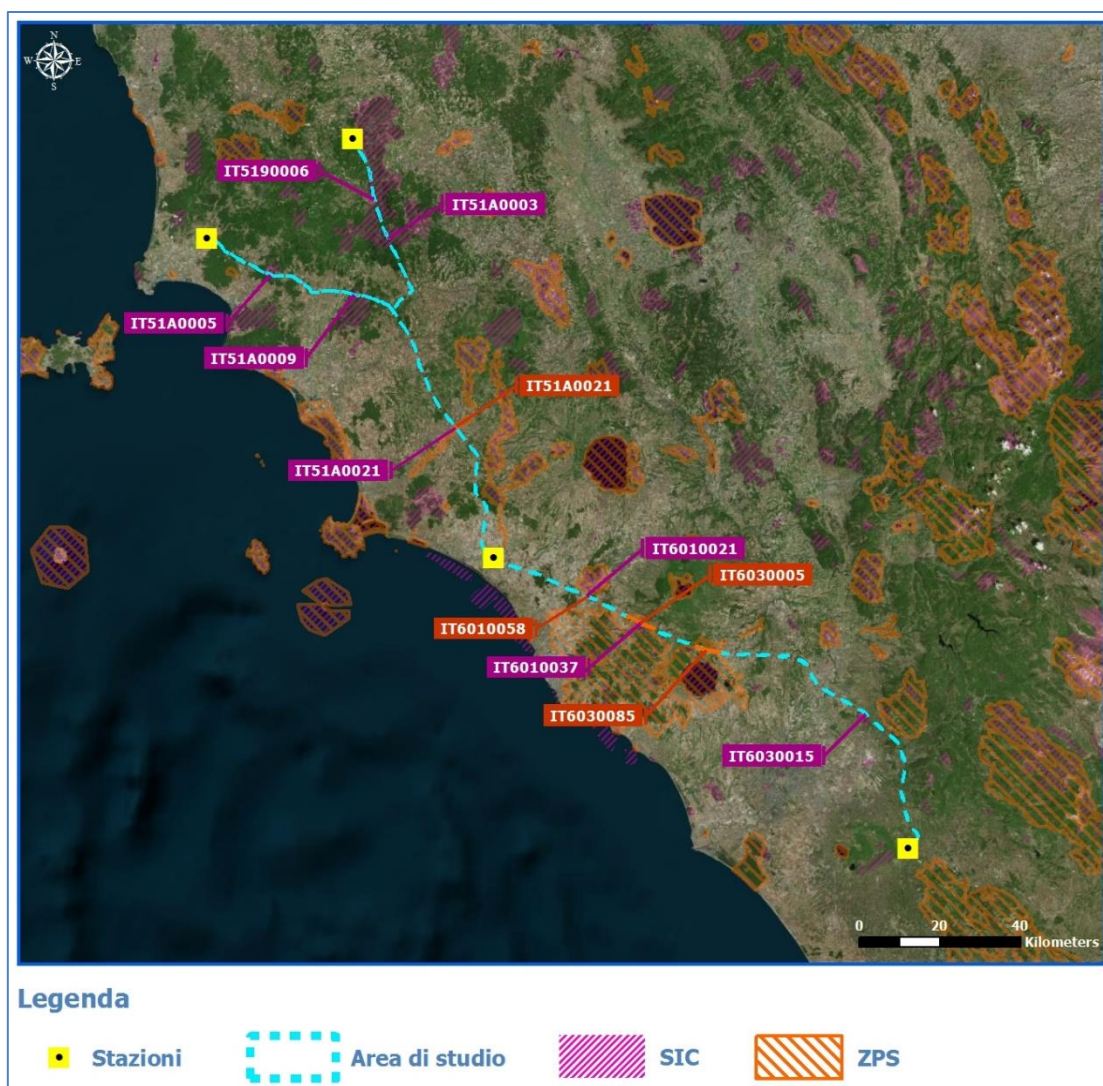 N
W E
S
IT5190006
IT51A0003
IT51A0005
IT51A0009
IT51A0021
IT51A0021
IT6010021
IT6030005
IT6010058
IT6010037
IT6030085
IT6030015
0 20 40
Kilometers
Legenda
Stazioni Area di studio SIC ZPS